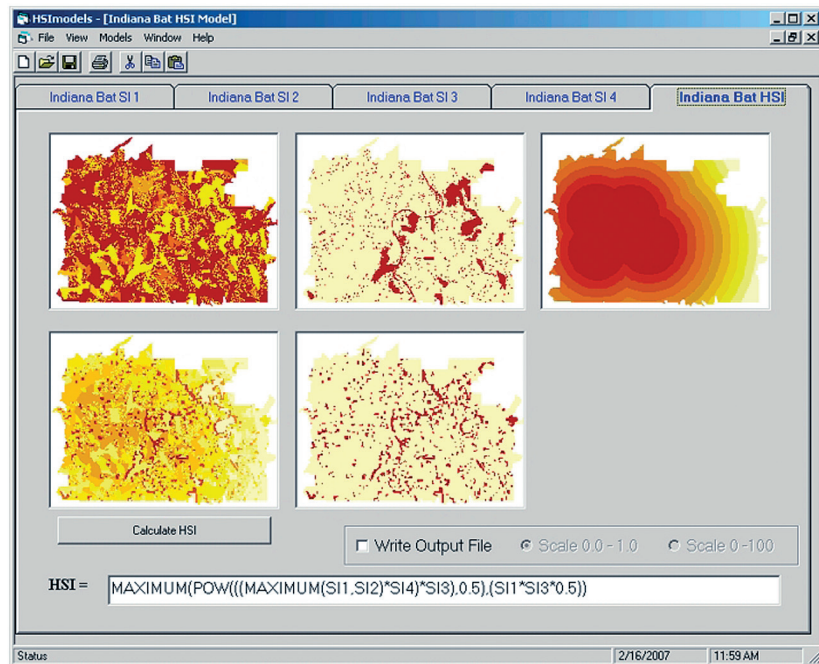 HSImodels - [Indiana Bat HSI Model]
File View Models Window Help
Indiana Bat SI 1 Indiana Bat SI 2 Indiana Bat SI 3 Indiana Bat SI 4 Indiana Bat HSI
Calculate HSI
Write Output File Scale 0.0 - 1.0 Scale 0 -100
HSI = MAXIMUM(POW(((MAXIMUM(SI1,SI2)*SI4)*SI3),0.5),(SI1*SI3*0.5))
Status 2/16/2007 11:59 AM